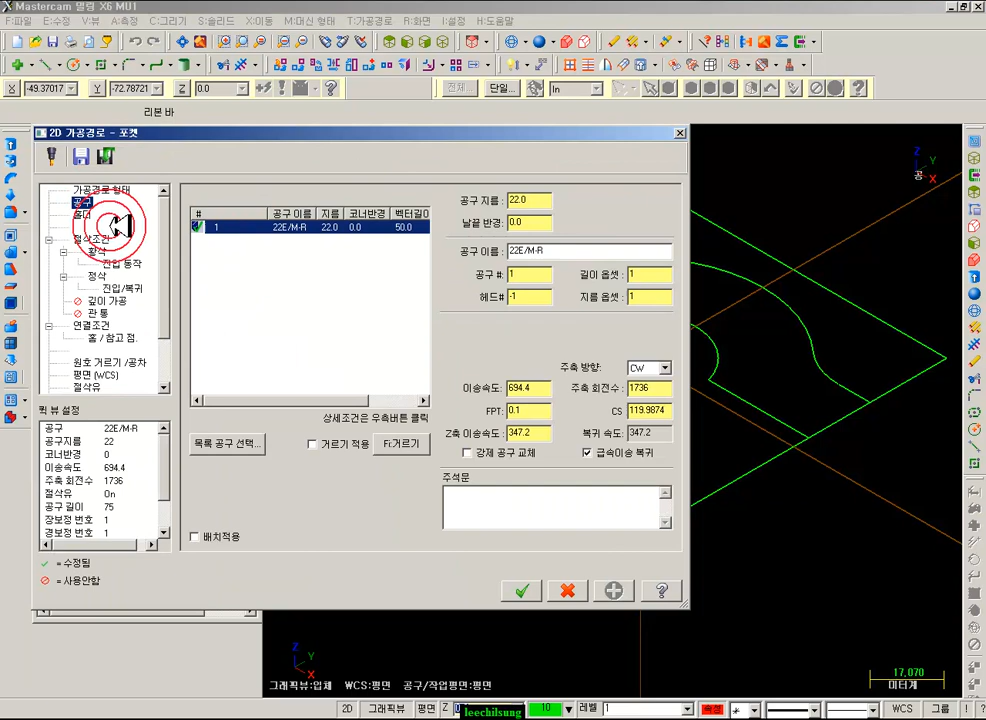 Mastercam 밀링 X6 MU1
F:파일 E:수정 V:뷰 A:측정 C:그리기 S:솔리드 X:이동 M:머신 형태 T:가공경로 R:화면 I:설정 H:도움말
X -49.37017 Y -72.78721 Z 0.0 전체... 단일... In
리본 바
2D 가공경로 - 포켓
가공경로 형태
공구
홀더
절삭조건
황삭
진입 동작
정삭
진입/복귀
깊이 가공
관 통
연결조건
홈 / 참고 점.
원호 거르기 /공차
평면 (WCS)
절삭유
퀵 뷰 설정
공구 22E/M-R
공구지름 22
코너반경 0
이송속도 694.4
주축 회전수 1736
절삭유 On
공구 길이 75
장보정 번호 1
경보정 번호 1
= 수정됨
= 사용안함
# 공구 이름 지름 코너반경 벡터길이
1 22E/M-R 22.0 0.0 50.0
상세조건은 우측버튼 클릭
목록 공구 선택... 거르기 적용 F:거르기
배치적용
공구 지름 : 22.0
날끝 반경: 0.0
공구 이름: 22E/M-R
공구 #: 1 길이 옵셋 : 1
헤드# -1 지름 옵셋 : 1
주축 방향: CW
이송속도: 694.4 주축 회전수 : 1736
FPT: 0.1 CS 119.9874
Z축 이송속도: 347.2 복귀 속도: 347.2
강제 공구 교체 급속이송 복귀
주석문
Z
Y
X
공
Z
Y
X
그래픽뷰:입체 WCS:평면 공구/작업평면:평면
17.070
미터계
2D 그래픽뷰 평면 Z 10 레벨 1 속성 WCS 그룹 ! ?
leechilsung